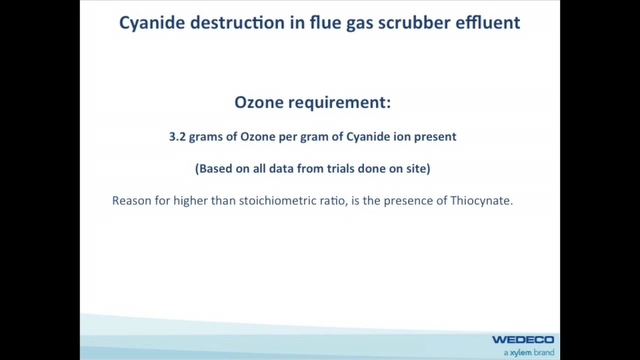 Cyanide destruction in flue gas scrubber effluent
Ozone requirement:
3.2 grams of Ozone per gram of Cyanide ion present
(Based on all data from trials done on site)
Reason for higher than stoichiometric ratio, is the presence of Thiocynate.
WEDECO
a xylem brand